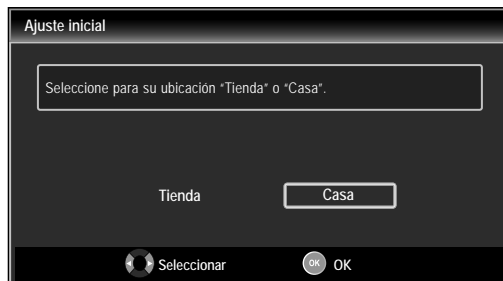 Ajuste inicial
Seleccione para su ubicación “Tienda” o “Casa”.
Tienda Casa
Seleccionar OK OK